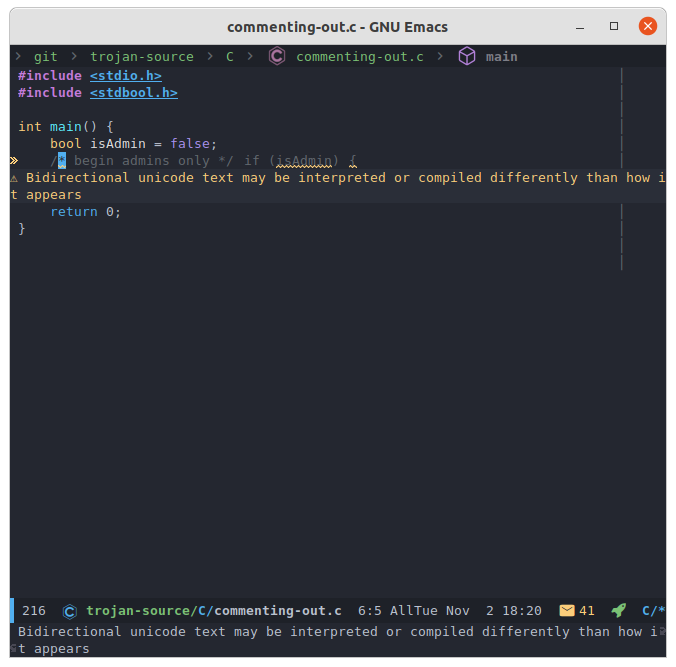 commenting-out.c - GNU Emacs
› git › trojan-source › C › C commenting-out.c › main
#include <stdio.h>
#include <stdbool.h>
int main() {
bool isAdmin = false;
/* begin admins only */ if (isAdmin) {
⚠ Bidirectional unicode text may be interpreted or compiled differently than how i
t appears
return 0;
}
216 C trojan-source/C/commenting-out.c 6:5 AllTue Nov 2 18:20 41 C/*
Bidirectional unicode text may be interpreted or compiled differently than how i
t appears